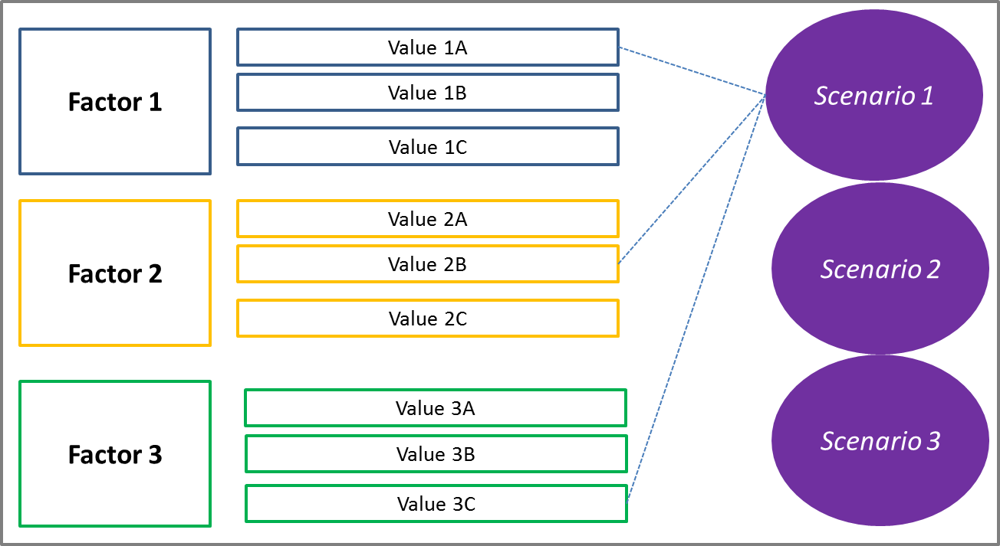 Factor 1
Value 1A
Value 1B
Value 1C
Scenario 1
Factor 2
Value 2A
Value 2B
Value 2C
Scenario 2
Factor 3
Value 3A
Value 3B
Value 3C
Scenario 3